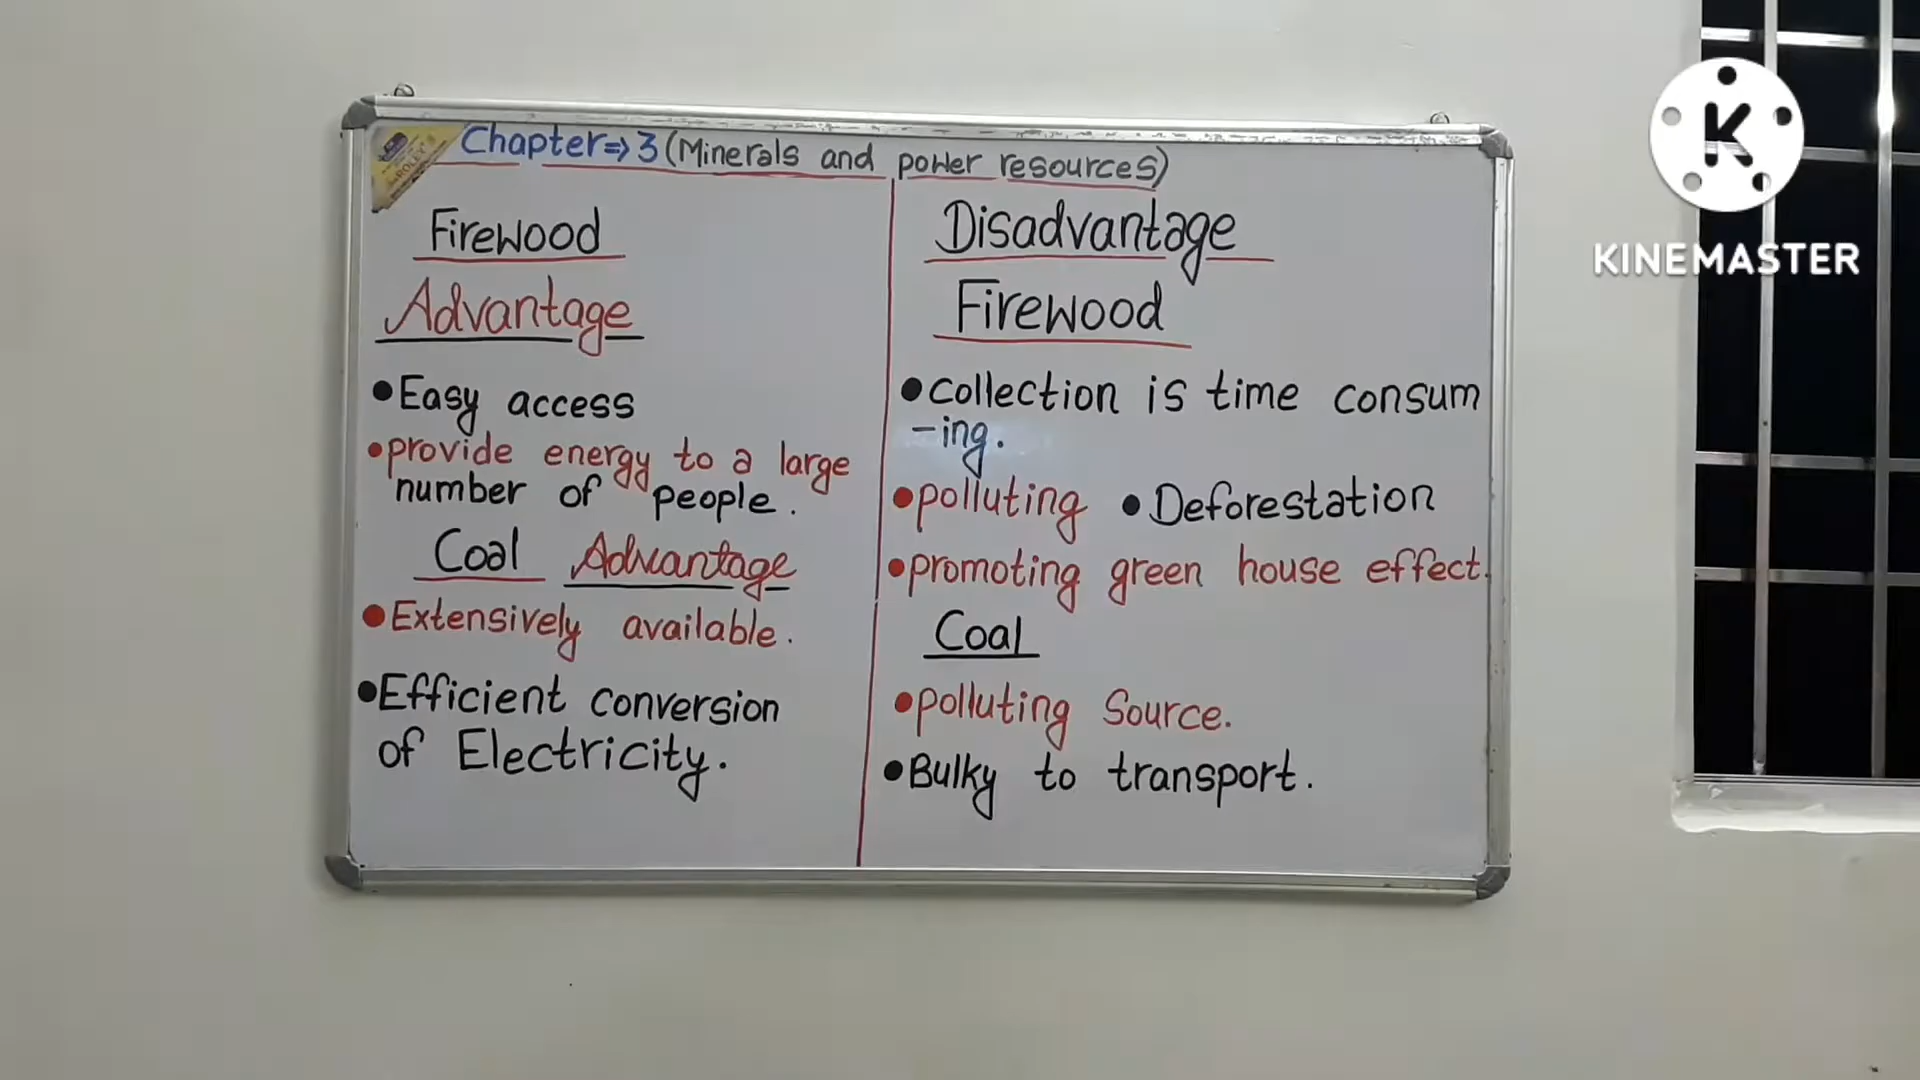 Chapter⇒3 (Minerals and power resources)
Firewood
Advantage
• Easy access
• provide energy to a large
number of people.
Coal Advantage
• Extensively available.
• Efficient conversion
of Electricity.
Disadvantage
Firewood
• collection is time consum
-ing.
• polluting • Deforestation
• promoting green house effect.
Coal
• polluting Source.
• Bulky to transport.
K
KINEMASTER